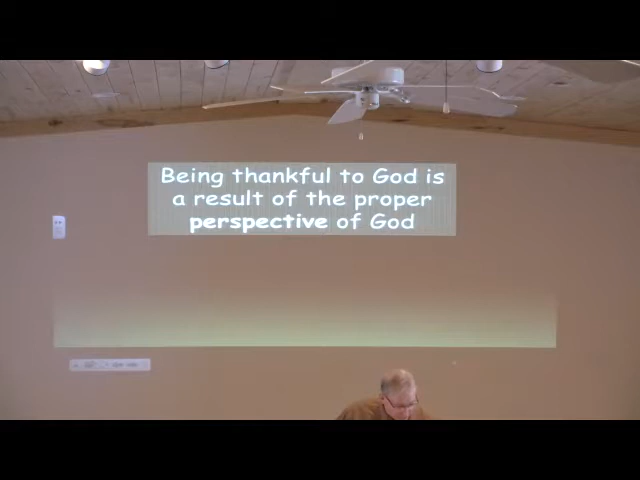 Being thankful to God is
a result of the proper
perspective of God